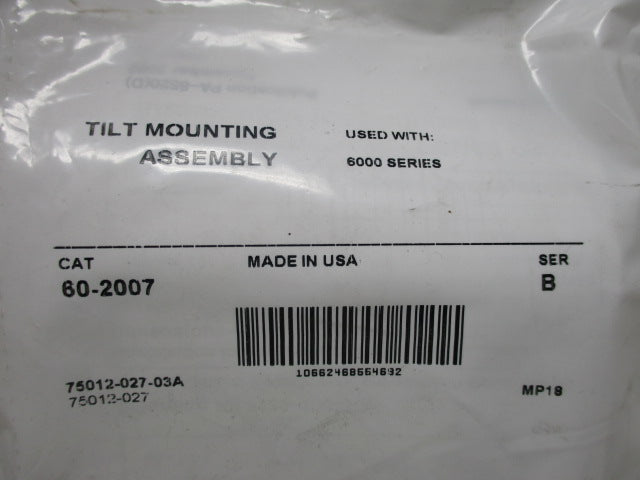 TILT MOUNTING
ASSEMBLY
USED WITH:
6000 SERIES
CAT
60-2007
MADE IN USA
SER
B
10662468664692
75012-027-03A
75012-027
MP18